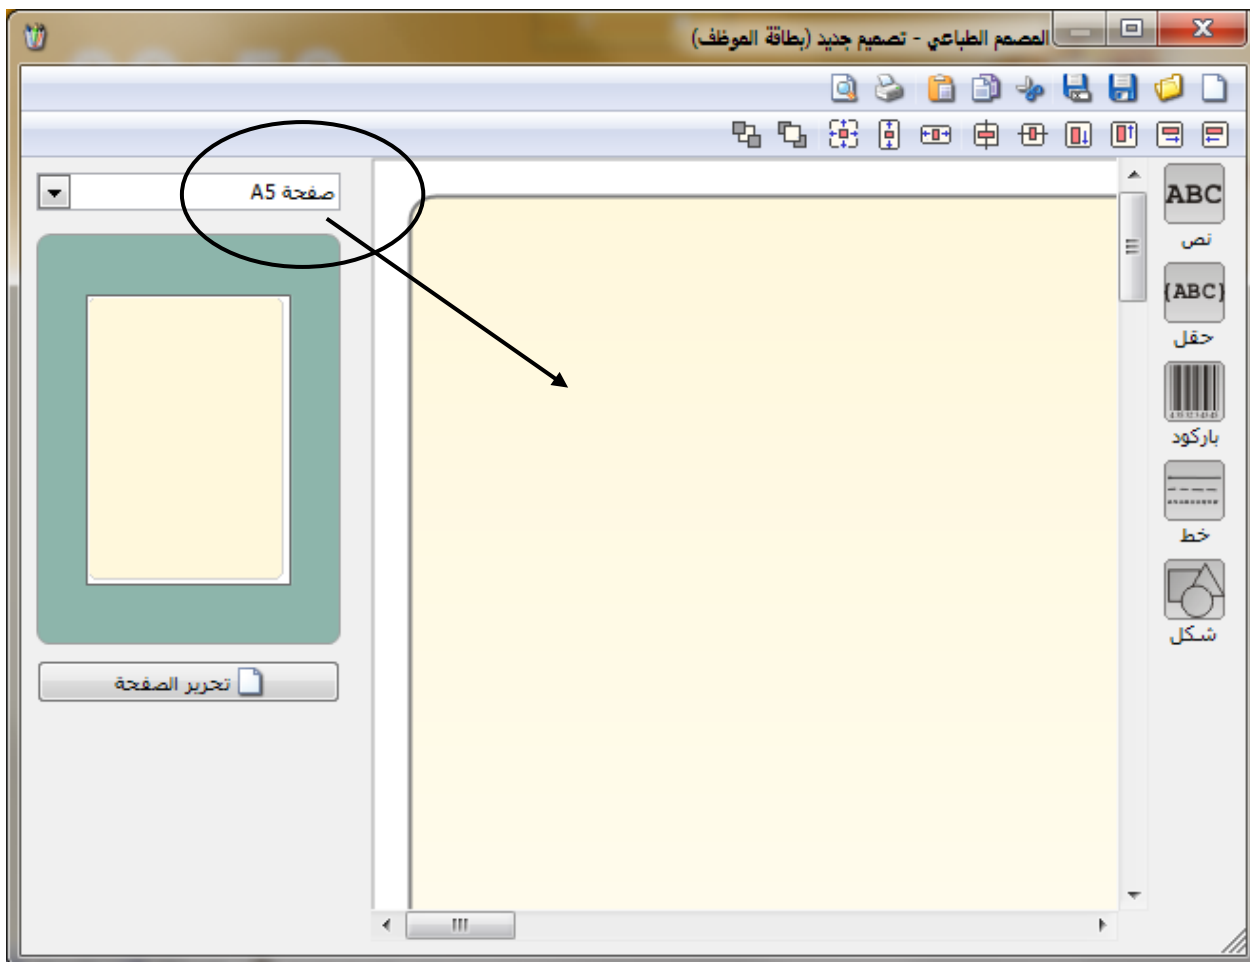 المصمم الطباعي - تصميم جديد (بطاقة الموظف)
ABC
نص
{ABC}
حقل
باركود
خط
شكل
صفحة A5
تحرير الصفحة